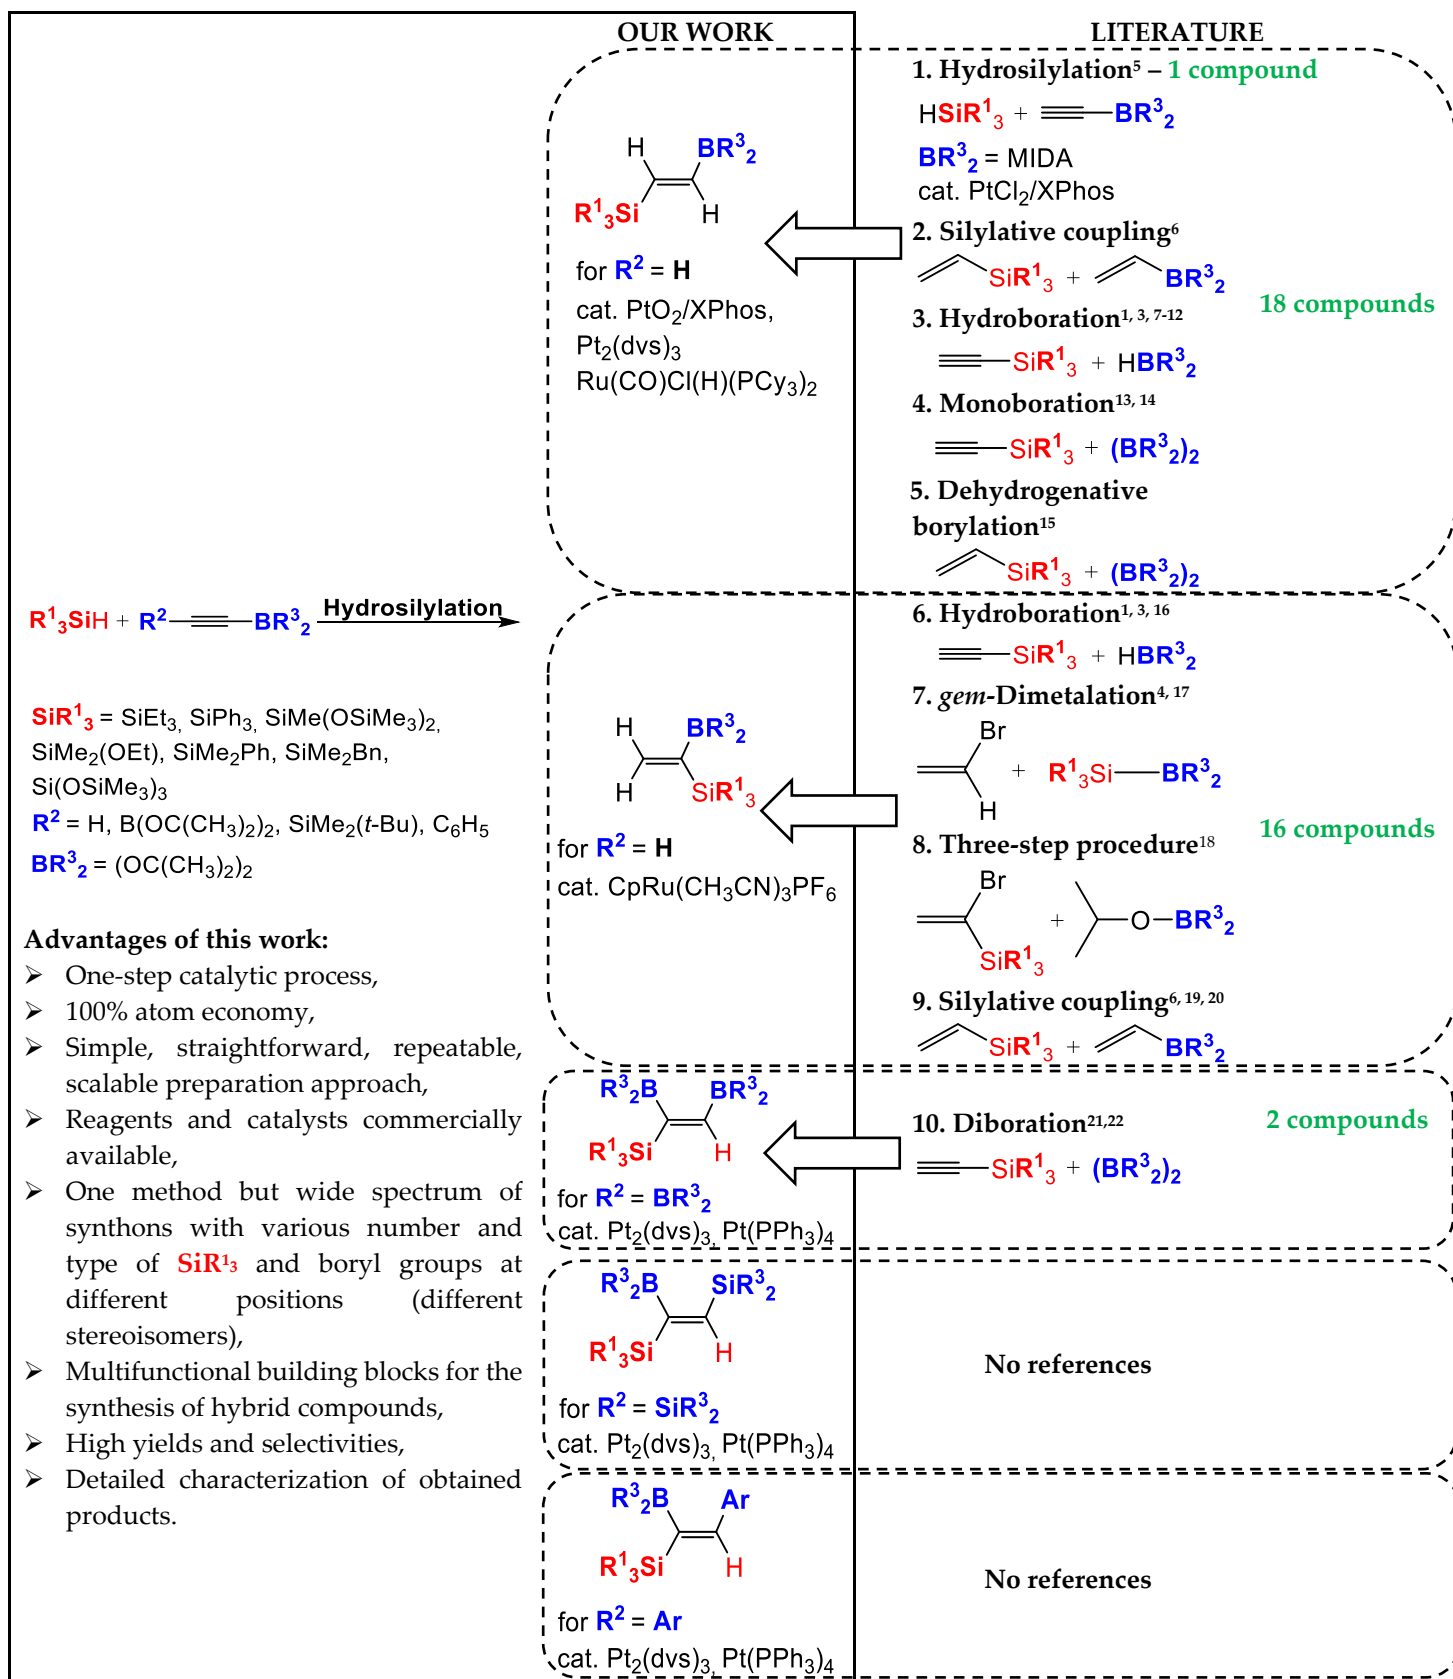 OUR WORK
LITERATURE
1. Hydrosilylation⁵ – 1 compound
HSiR¹₃ + BR³₂
BR³₂ = MIDA
cat. PtCl₂/XPhos
2. Silylative coupling⁶
SiR¹₃ + BR³₂
18 compounds
3. Hydroboration¹, ³, ⁷⁻¹²
SiR¹₃ + HBR³₂
4. Monoboration¹³, ¹⁴
SiR¹₃ + (BR³₂)₂
5. Dehydrogenative
borylation¹⁵
SiR¹₃ + (BR³₂)₂
H BR³₂
R¹₃Si H
for R² = H
cat. PtO₂/XPhos,
Pt₂(dvs)₃
Ru(CO)Cl(H)(PCy₃)₂
R¹₃SiH + R² BR³₂ Hydrosilylation
SiR¹₃ = SiEt₃, SiPh₃, SiMe(OSiMe₃)₂,
SiMe₂(OEt), SiMe₂Ph, SiMe₂Bn,
Si(OSiMe₃)₃
R² = H, B(OC(CH₃)₂)₂, SiMe₂(t-Bu), C₆H₅
BR³₂ = (OC(CH₃)₂)₂
Advantages of this work:
➢ One-step catalytic process,
➢ 100% atom economy,
➢ Simple, straightforward, repeatable,
scalable preparation approach,
➢ Reagents and catalysts commercially
available,
➢ One method but wide spectrum of
synthons with various number and
type of SiR¹₃ and boryl groups at
different positions (different
stereoisomers),
➢ Multifunctional building blocks for the
synthesis of hybrid compounds,
➢ High yields and selectivities,
➢ Detailed characterization of obtained
products.
6. Hydroboration¹, ³, ¹⁶
SiR¹₃ + HBR³₂
7. gem-Dimetalation⁴, ¹⁷
Br
H
+ R¹₃Si BR³₂
16 compounds
8. Three-step procedure¹⁸
Br
SiR¹₃
+ O BR³₂
9. Silylative coupling⁶, ¹⁹, ²⁰
SiR¹₃ + BR³₂
H BR³₂
H SiR¹₃
for R² = H
cat. CpRu(CH₃CN)₃PF₆
R³₂B BR³₂
R¹₃Si H
for R² = BR³₂
cat. Pt₂(dvs)₃, Pt(PPh₃)₄
10. Diboration²¹,²²
2 compounds
SiR¹₃ + (BR³₂)₂
R³₂B SiR³₂
R¹₃Si H
for R² = SiR³₂
cat. Pt₂(dvs)₃, Pt(PPh₃)₄
No references
R³₂B Ar
R¹₃Si H
for R² = Ar
cat. Pt₂(dvs)₃, Pt(PPh₃)₄
No references